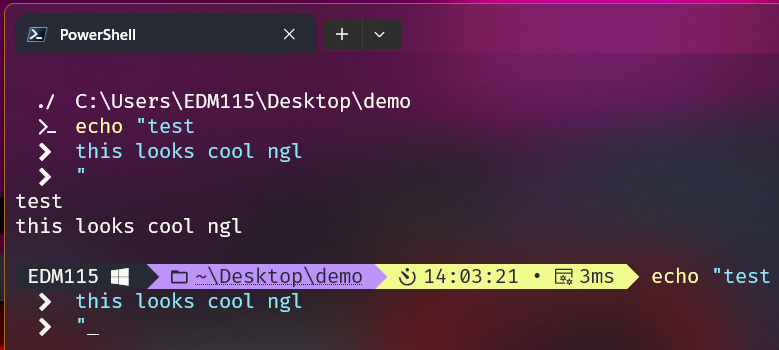 PowerShell
./ C:\Users\EDM115\Desktop\demo
>_ echo "test
❯ this looks cool ngl
❯ "
test
this looks cool ngl
EDM115 ~\Desktop\demo 14:03:21 • 3ms echo "test
❯ this looks cool ngl
❯ "_